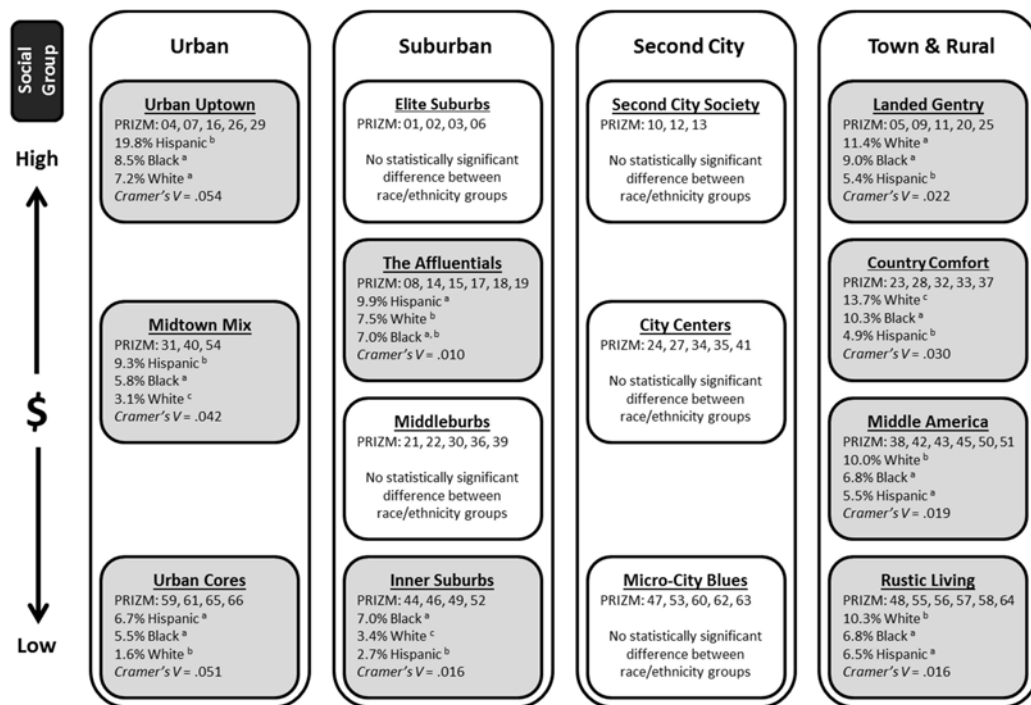 Social
Group
High
$
Low
Urban
Urban Uptown
PRIZM: 04, 07, 16, 26, 29
19.8% Hispanic ᵇ
8.5% Black ᵃ
7.2% White ᵃ
Cramer's V = .054
Midtown Mix
PRIZM: 31, 40, 54
9.3% Hispanic ᵇ
5.8% Black ᵃ
3.1% White ᶜ
Cramer's V = .042
Urban Cores
PRIZM: 59, 61, 65, 66
6.7% Hispanic ᵃ
5.5% Black ᵃ
1.6% White ᵇ
Cramer's V = .051
Suburban
Elite Suburbs
PRIZM: 01, 02, 03, 06
No statistically significant
difference between
race/ethnicity groups
The Affluentials
PRIZM: 08, 14, 15, 17, 18, 19
9.9% Hispanic ᵃ
7.5% White ᵇ
7.0% Black ᵃ, ᵇ
Cramer's V = .010
Middleburbs
PRIZM: 21, 22, 30, 36, 39
No statistically significant
difference between
race/ethnicity groups
Inner Suburbs
PRIZM: 44, 46, 49, 52
7.0% Black ᵃ
3.4% White ᶜ
2.7% Hispanic ᵇ
Cramer's V = .016
Second City
Second City Society
PRIZM: 10, 12, 13
No statistically significant
difference between
race/ethnicity groups
City Centers
PRIZM: 24, 27, 34, 35, 41
No statistically significant
difference between
race/ethnicity groups
Micro-City Blues
PRIZM: 47, 53, 60, 62, 63
No statistically significant
difference between
race/ethnicity groups
Town & Rural
Landed Gentry
PRIZM: 05, 09, 11, 20, 25
11.4% White ᵃ
9.0% Black ᵃ
5.4% Hispanic ᵇ
Cramer's V = .022
Country Comfort
PRIZM: 23, 28, 32, 33, 37
13.7% White ᶜ
10.3% Black ᵃ
4.9% Hispanic ᵇ
Cramer's V = .030
Middle America
PRIZM: 38, 42, 43, 45, 50, 51
10.0% White ᵇ
6.8% Black ᵃ
5.5% Hispanic ᵃ
Cramer's V = .019
Rustic Living
PRIZM: 48, 55, 56, 57, 58, 64
10.3% White ᵇ
6.8% Black ᵃ
6.5% Hispanic ᵃ
Cramer's V = .016